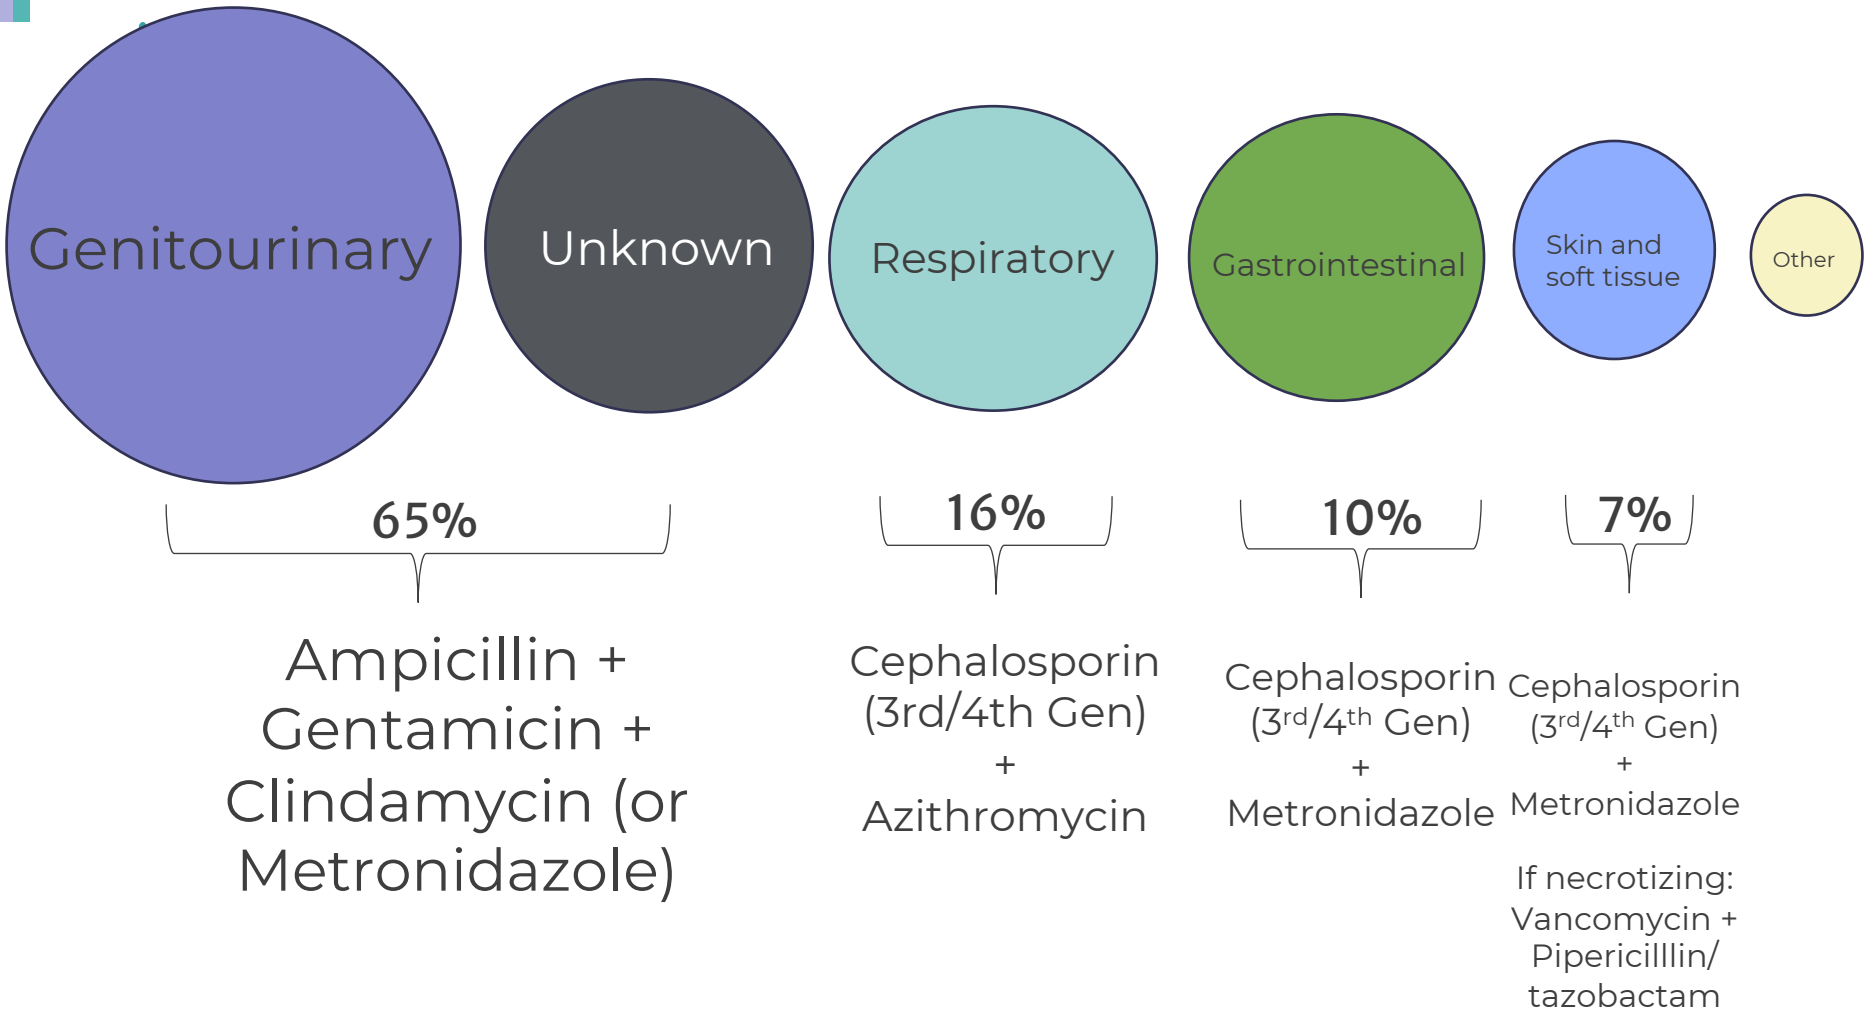 Genitourinary
Unknown
Respiratory
Gastrointestinal
Skin and
soft tissue
Other
65%
16%
10%
7%
Ampicillin +
Gentamicin +
Clindamycin (or
Metronidazole)
Cephalosporin
(3rd/4th Gen)
+
Azithromycin
Cephalosporin
(3rd/4th Gen)
+
Metronidazole
Cephalosporin
(3rd/4th Gen)
+
Metronidazole
If necrotizing:
Vancomycin +
Pipericilllin/
tazobactam